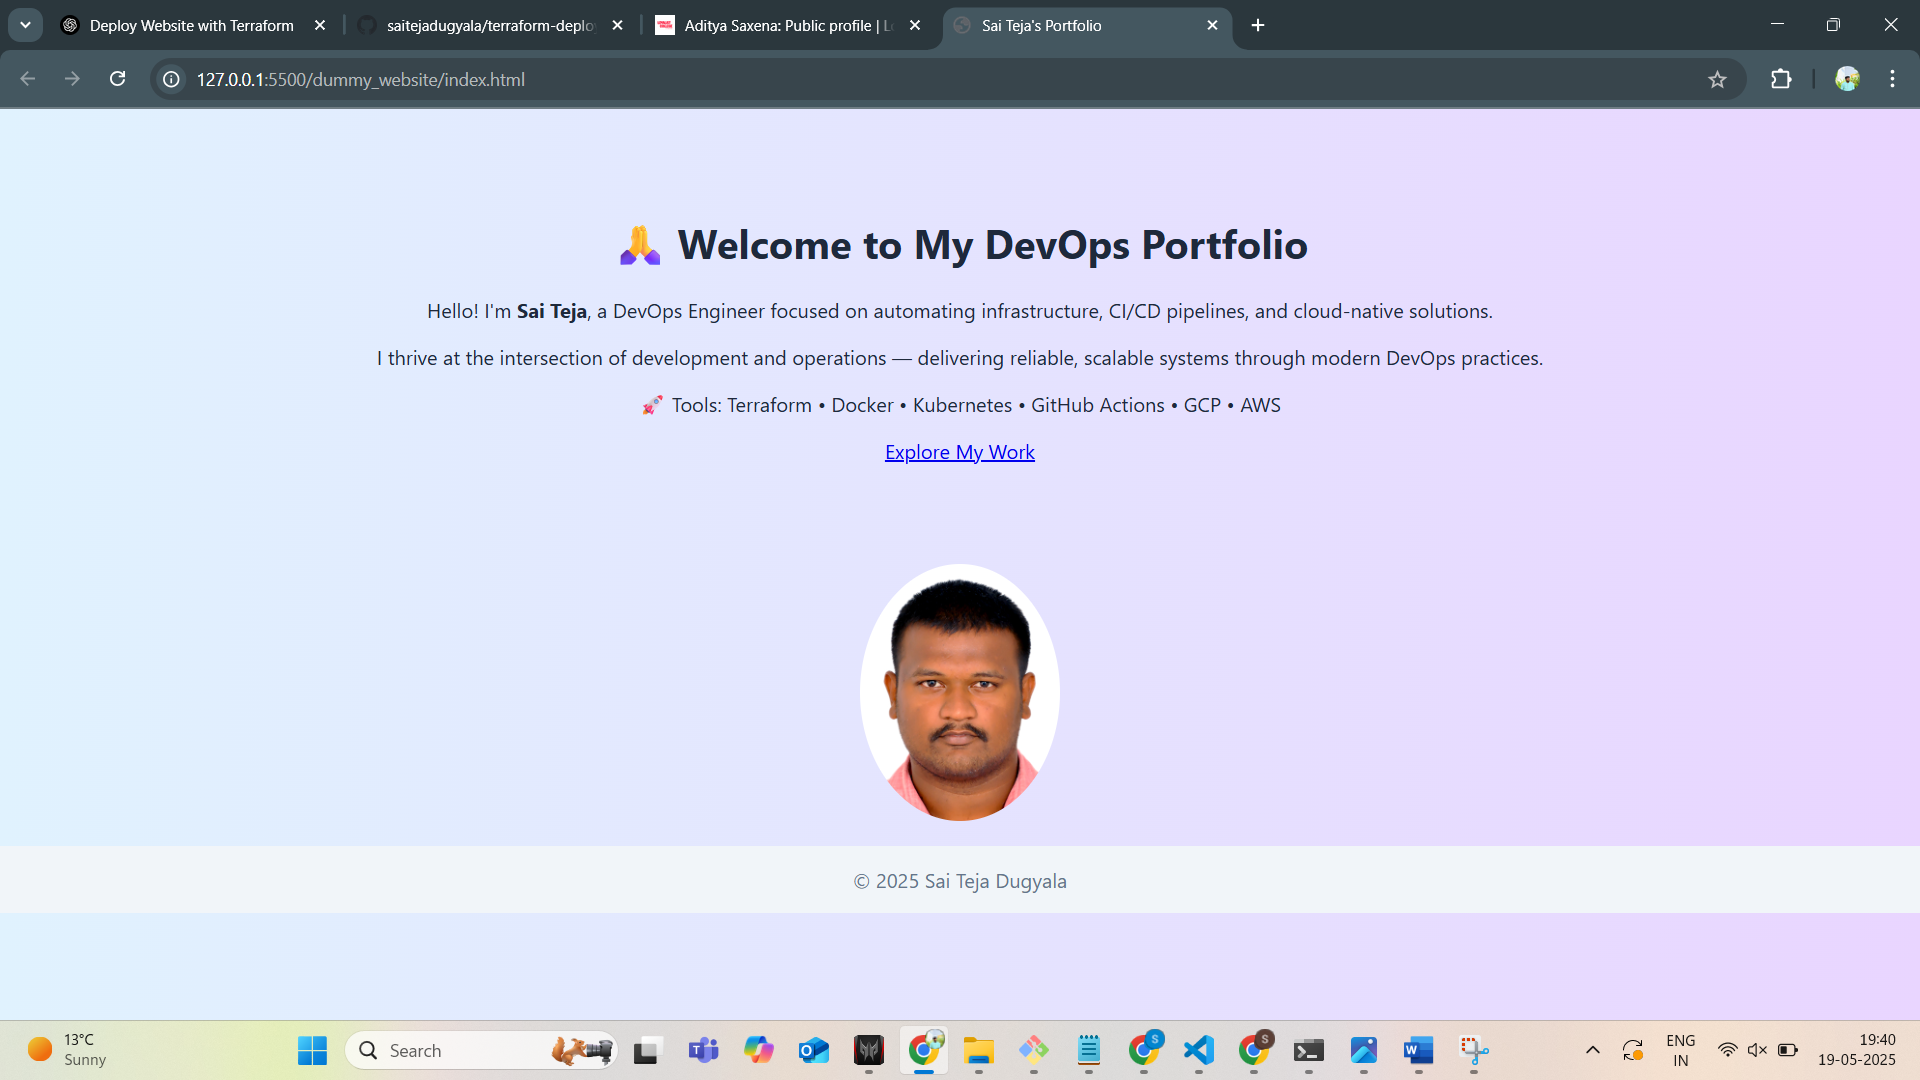 Deploy Website with Terraform
saitejadugyala/terraform-deplo
Aditya Saxena: Public profile | Le
Sai Teja's Portfolio
127.0.0.1:5500/dummy_website/index.html
🙏 Welcome to My DevOps Portfolio
Hello! I'm Sai Teja, a DevOps Engineer focused on automating infrastructure, CI/CD pipelines, and cloud-native solutions.
I thrive at the intersection of development and operations — delivering reliable, scalable systems through modern DevOps practices.
🚀 Tools: Terraform • Docker • Kubernetes • GitHub Actions • GCP • AWS
Explore My Work
© 2025 Sai Teja Dugyala
13°C
Sunny
Search
ENG
IN
19:40
19-05-2025